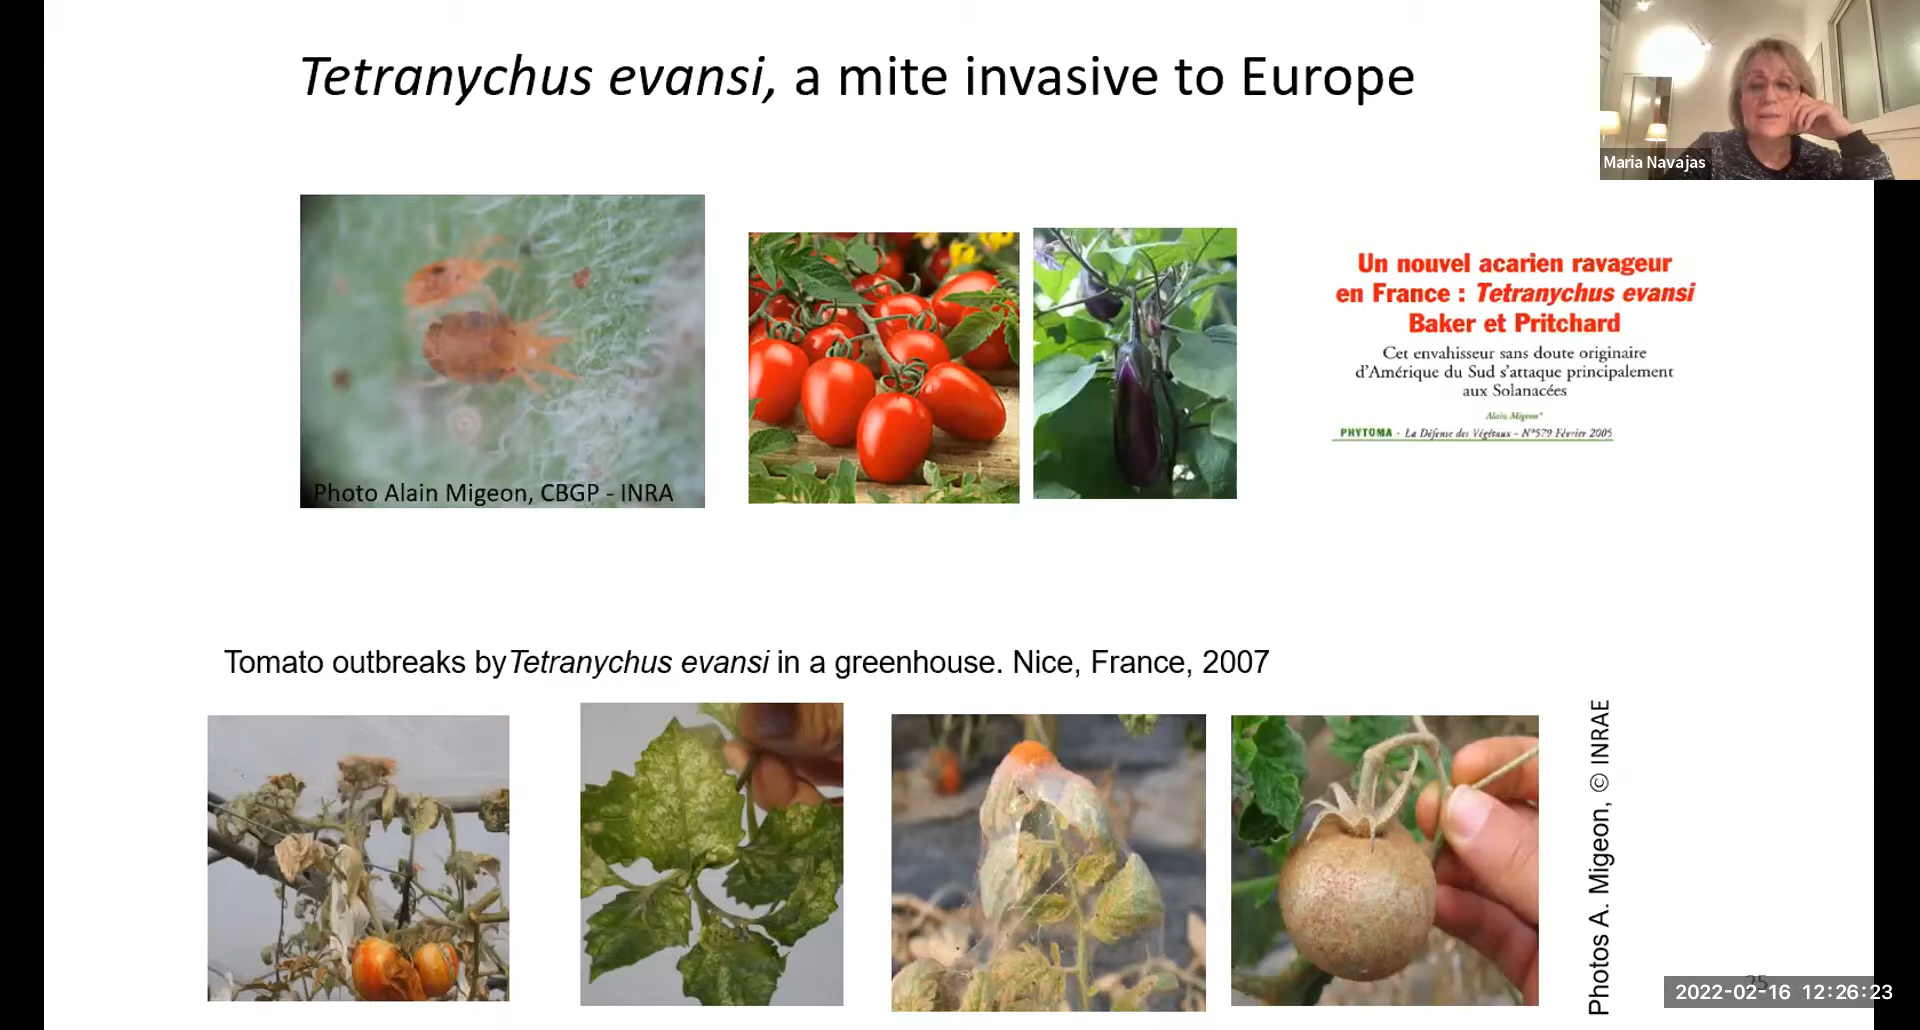 Tetranychus evansi, a mite invasive to Europe
Maria Navajas
Un nouvel acarien ravageur
en France : Tetranychus evansi
Baker et Pritchard
Cet envahisseur sans doute originaire
d'Amérique du Sud s'attaque principalement
aux Solanacées
Alain Migeon*
PHYTOMA - La Défense des Végétaux - N°579 Février 2005
Photo Alain Migeon, CBGP - INRA
Tomato outbreaks by Tetranychus evansi in a greenhouse. Nice, France, 2007
Photos A. Migeon, © INRAE
2022-02-16 12:26:23